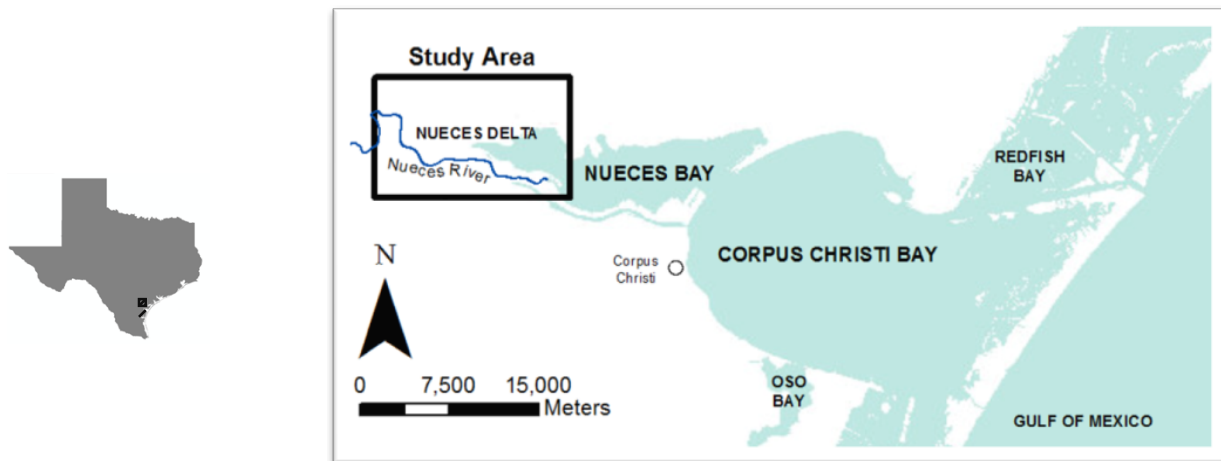 Study Area
NUECES DELTA
Nueces River
NUECES BAY
REDFISH
BAY
CORPUS CHRISTI BAY
Corpus
Christi
N
0 7,500 15,000
Meters
OSO
BAY
GULF OF MEXICO